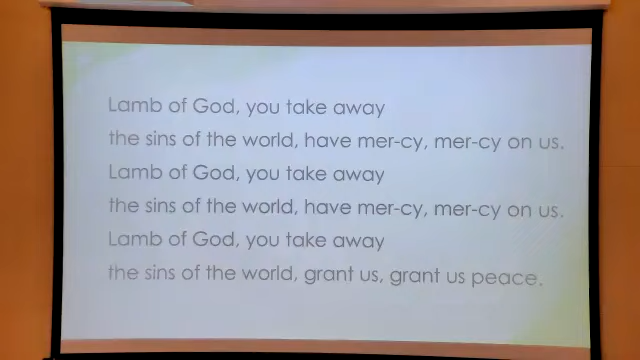 Lamb of God, you take away
the sins of the world, have mer-cy, mer-cy on us.
Lamb of God, you take away
the sins of the world, have mer-cy, mer-cy on us.
Lamb of God, you take away
the sins of the world, grant us, grant us peace.